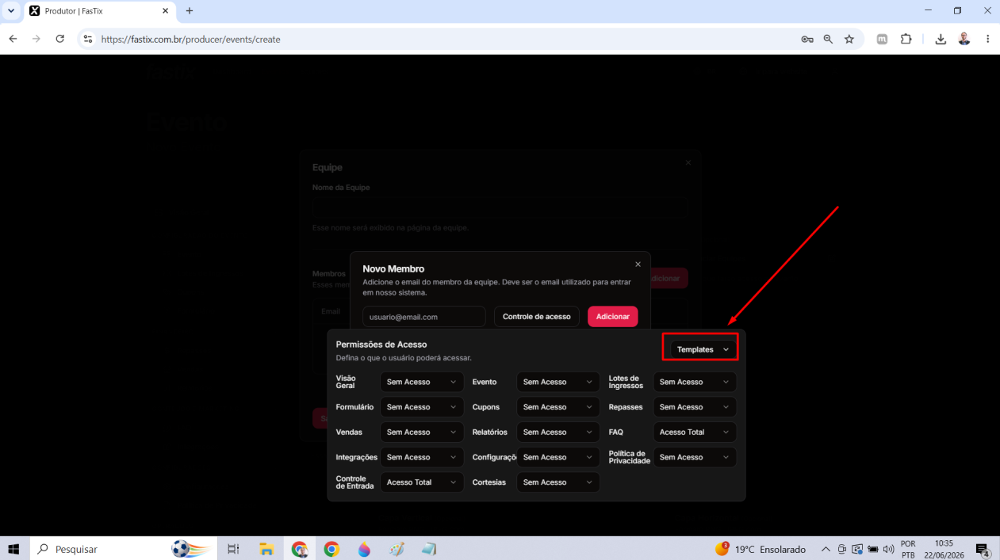 Produtor | FasTix
https://fastix.com.br/producer/events/create
fastix
Evento
Equipe
Nome da Equipe
Esse nome será exibido na página da equipe.
Membros
Esses mem
dicionar
Email
Novo Membro
Adicione o email do membro da equipe. Deve ser o email utilizado para entrar
em nosso sistema.
usuario@email.com
Controle de acesso
Adicionar
Permissões de Acesso
Templates
Defina o que o usuário poderá acessar.
Visão
Geral
Sem Acesso
Evento
Sem Acesso
Lotes de
Ingressos
Sem Acesso
Formulário
Sem Acesso
Cupons
Sem Acesso
Repasses
Sem Acesso
Vendas
Sem Acesso
Relatórios
Sem Acesso
FAQ
Acesso Total
Integrações
Sem Acesso
Configuraçõ
Sem Acesso
Política de
Privacidade
Sem Acesso
Controle
de Entrada
Acesso Total
Cortesias
Sem Acesso
Pesquisar
3
19°C Ensolarado
POR
PTB
10:35
22/06/2026
4